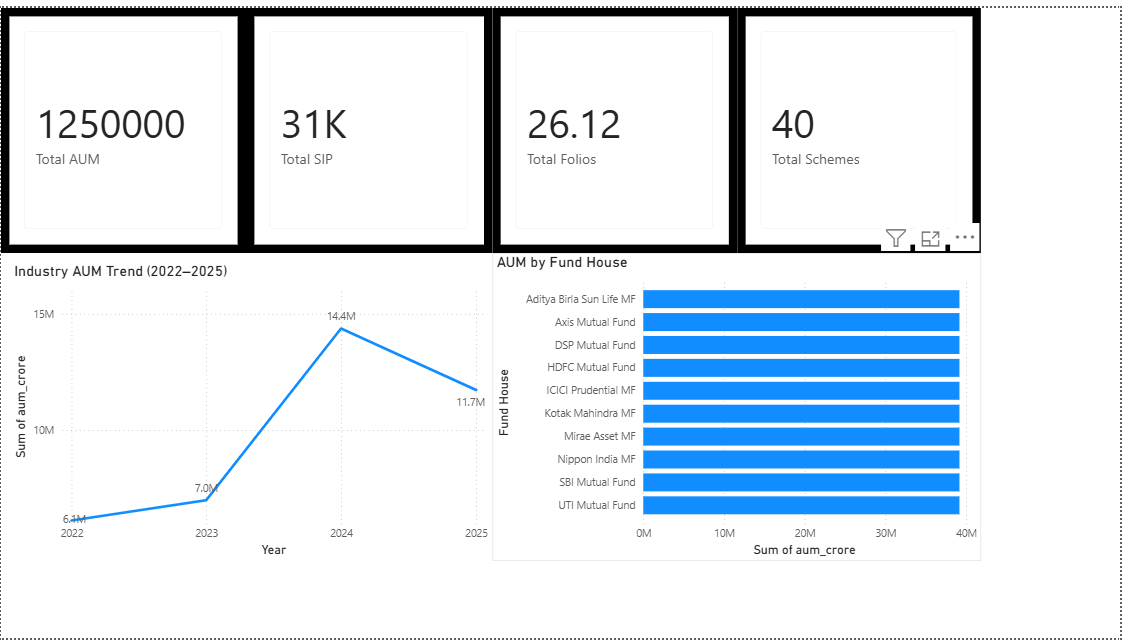 1250000
Total AUM
31K
Total SIP
26.12
Total Folios
40
Total Schemes
Industry AUM Trend (2022–2025)
15M
10M
Sum of aum_crore
6.1M
7.0M
14.4M
11.7M
2022
2023
2024
2025
Year
AUM by Fund House
Fund House
Aditya Birla Sun Life MF
Axis Mutual Fund
DSP Mutual Fund
HDFC Mutual Fund
ICICI Prudential MF
Kotak Mahindra MF
Mirae Asset MF
Nippon India MF
SBI Mutual Fund
UTI Mutual Fund
0M
10M
20M
30M
40M
Sum of aum_crore